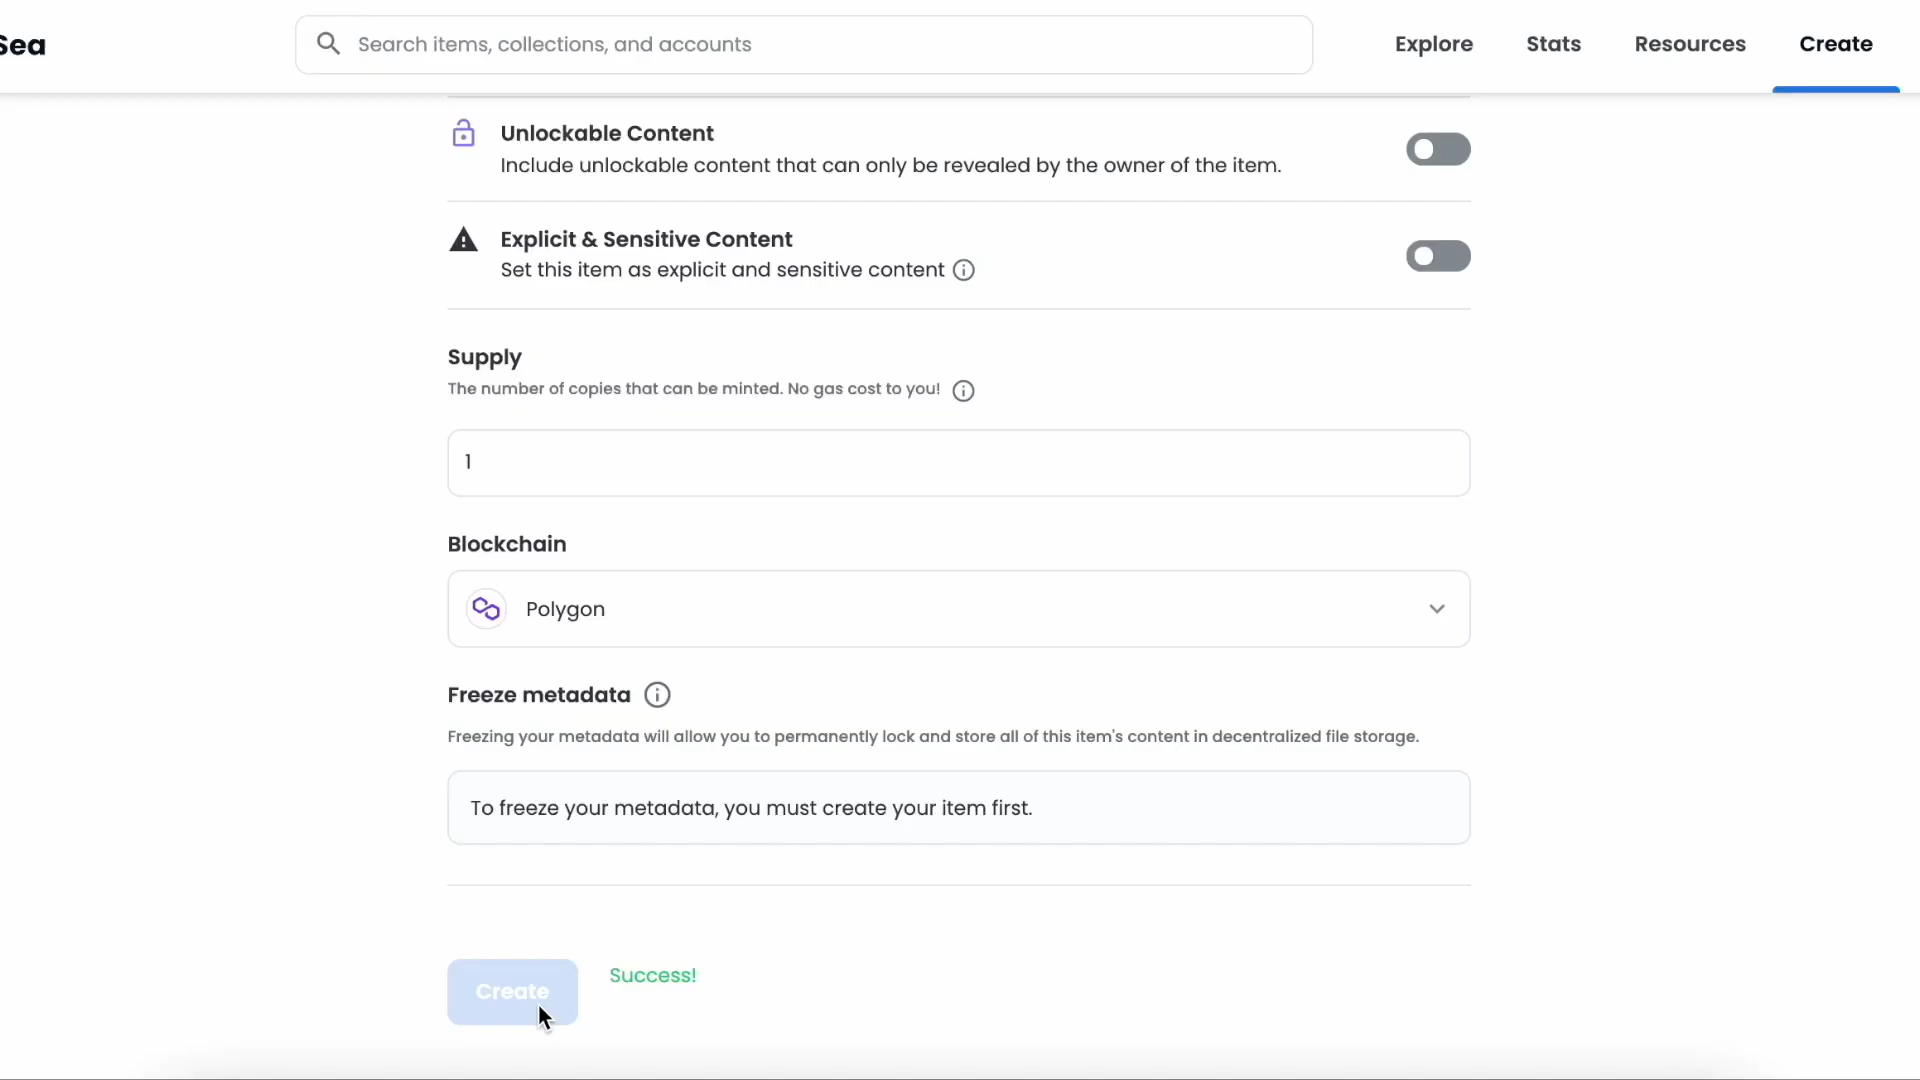 Sea
Search items, collections, and accounts
Explore
Stats
Resources
Create
Unlockable Content
Include unlockable content that can only be revealed by the owner of the item.
Explicit & Sensitive Content
Set this item as explicit and sensitive content
Supply
The number of copies that can be minted. No gas cost to you!
1
Blockchain
Polygon
Freeze metadata
Freezing your metadata will allow you to permanently lock and store all of this item's content in decentralized file storage.
To freeze your metadata, you must create your item first.
Create
Success!